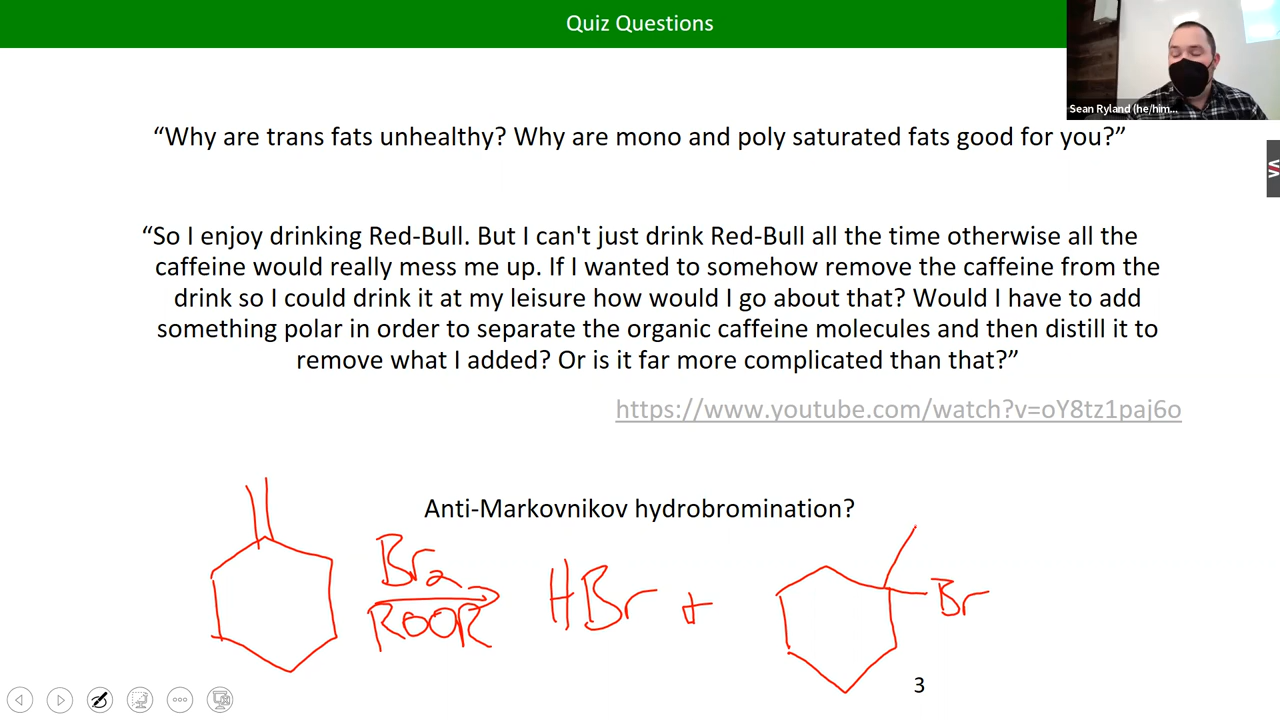 Quiz Questions
Sean Ryland (he/him...
“Why are trans fats unhealthy? Why are mono and poly saturated fats good for you?”
“So I enjoy drinking Red-Bull. But I can't just drink Red-Bull all the time otherwise all the
caffeine would really mess me up. If I wanted to somehow remove the caffeine from the
drink so I could drink it at my leisure how would I go about that? Would I have to add
something polar in order to separate the organic caffeine molecules and then distill it to
remove what I added? Or is it far more complicated than that?”
https://www.youtube.com/watch?v=oY8tz1paj6o
Anti-Markovnikov hydrobromination?
Br2
ROOR
HBr +
Br
3